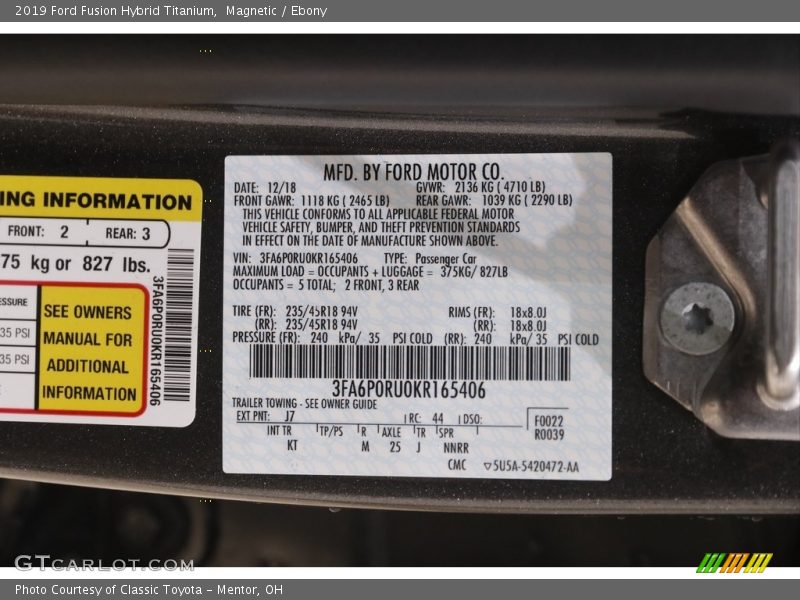 2019 Ford Fusion Hybrid Titanium, Magnetic / Ebony
NG INFORMATION
FRONT: 2 REAR: 3
75 kg or 827 lbs.
SEE OWNERS
MANUAL FOR
ADDITIONAL
INFORMATION
35 PSI
35 PSI
3FA6P0RU0KR165406
MFD. BY FORD MOTOR CO.
DATE: 12/18 GVWR: 2136 KG ( 4710 LB)
FRONT GAWR: 1118 KG ( 2465 LB) REAR GAWR: 1039 KG ( 2290 LB)
THIS VEHICLE CONFORMS TO ALL APPLICABLE FEDERAL MOTOR
VEHICLE SAFETY, BUMPER, AND THEFT PREVENTION STANDARDS
IN EFFECT ON THE DATE OF MANUFACTURE SHOWN ABOVE.
VIN: 3FA6P0RU0KR165406 TYPE: Passenger Car
MAXIMUM LOAD = OCCUPANTS + LUGGAGE = 375KG/ 827LB
OCCUPANTS = 5 TOTAL; 2 FRONT, 3 REAR
TIRE (FR): 235/45R18 94V RIMS (FR): 18x8.0J
(RR): 235/45R18 94V (RR): 18x8.0J
PRESSURE (FR): 240 kPa/ 35 PSI COLD (RR): 240 kPa/ 35 PSI COLD
3FA6P0RU0KR165406
TRAILER TOWING - SEE OWNER GUIDE
EXT PNT: J7 RC: 44 DSO:
F0022
R0039
INT TR TP/PS R AXLE TR SPR
KT M 25 J NNRR
CMC ▽5U5A-5420472-AA
GTCARLOT.COM
Photo Courtesy of Classic Toyota - Mentor, OH